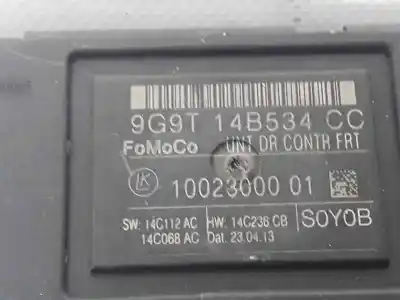 9G9T 14B534 CC
FoMoCo UNT DR CONTR FRT
LK 10023000 01
SW: 14C112 AC HW: 14C236 CB S0Y0B
14C068 AC Dat. 23.04.13